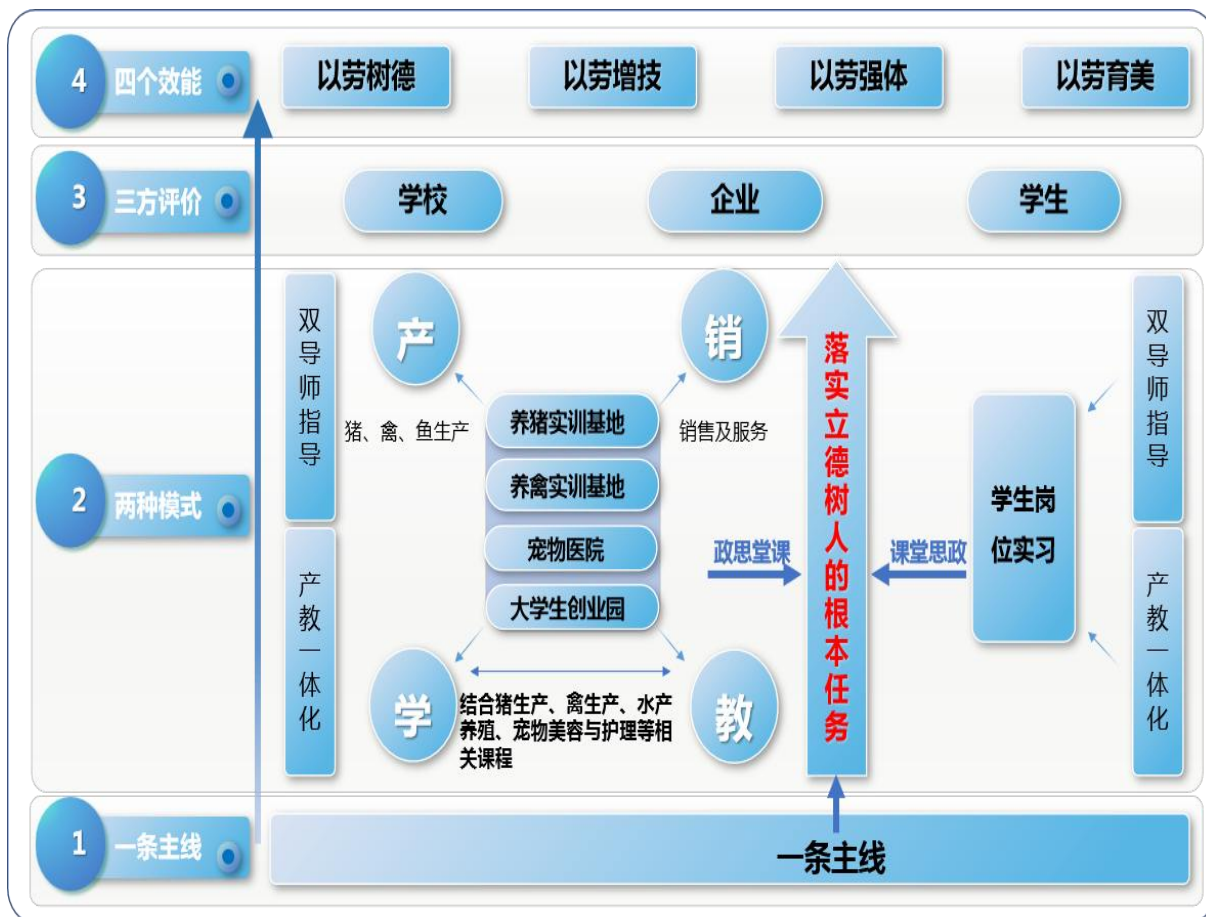 4
四个效能
以劳树德
以劳增技
以劳强体
以劳育美
3
三方评价
学校
企业
学生
2
两种模式
双导师指导
产教一体化
产
猪、禽、鱼生产
销
销售及服务
养猪实训基地
养禽实训基地
宠物医院
大学生创业园
学
教
结合猪生产、禽生产、水产
养殖、宠物美容与护理等相
关课程
政思堂课
落实立德树人的根本任务
课堂思政
学生岗
位实习
双导师指导
产教一体化
1
一条主线
一条主线